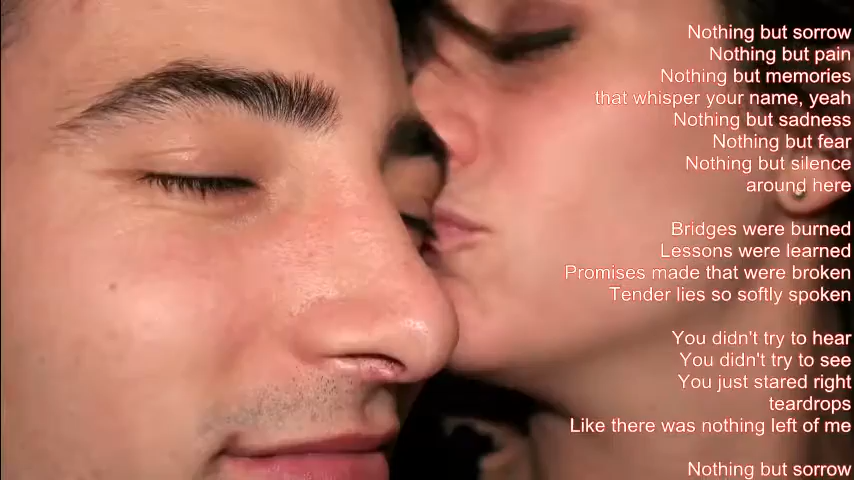 Nothing but sorrow
Nothing but pain
Nothing but memories
that whisper your name, yeah
Nothing but sadness
Nothing but fear
Nothing but silence
around here
Bridges were burned
Lessons were learned
Promises made that were broken
Tender lies so softly spoken
You didn't try to hear
You didn't try to see
You just stared right
teardrops
Like there was nothing left of me
Nothing but sorrow